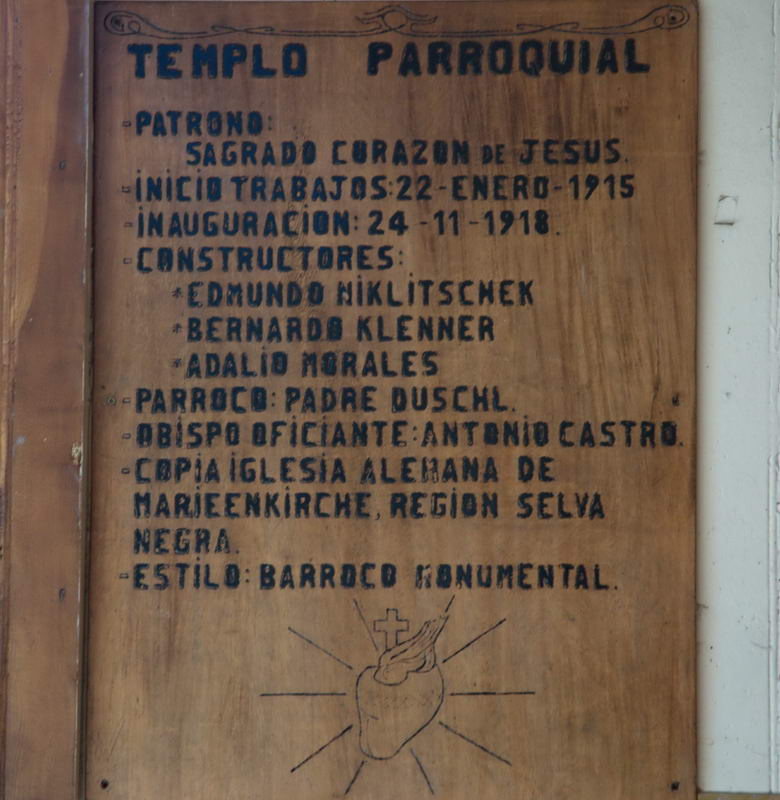 TEMPLO PARROQUIAL
-PATRONO:
SAGRADO CORAZON DE JESUS.
-INICIO TRABAJOS:22-ENERO-1915
-INAUGURACION: 24-11-1918.
-CONSTRUCTORES:
*EDMUNDO NIKLITSCHEK
*BERNARDO KLENNER
*ADALIO MORALES
-PARROCO: PADRE DUSCHL.
-OBISPO OFICIANTE:ANTONIO CASTRO.
-COPIA IGLESIA ALEMANA DE
MARIEENKIRCHE, REGION SELVA
NEGRA.
-ESTILO: BARROCO MONUMENTAL.